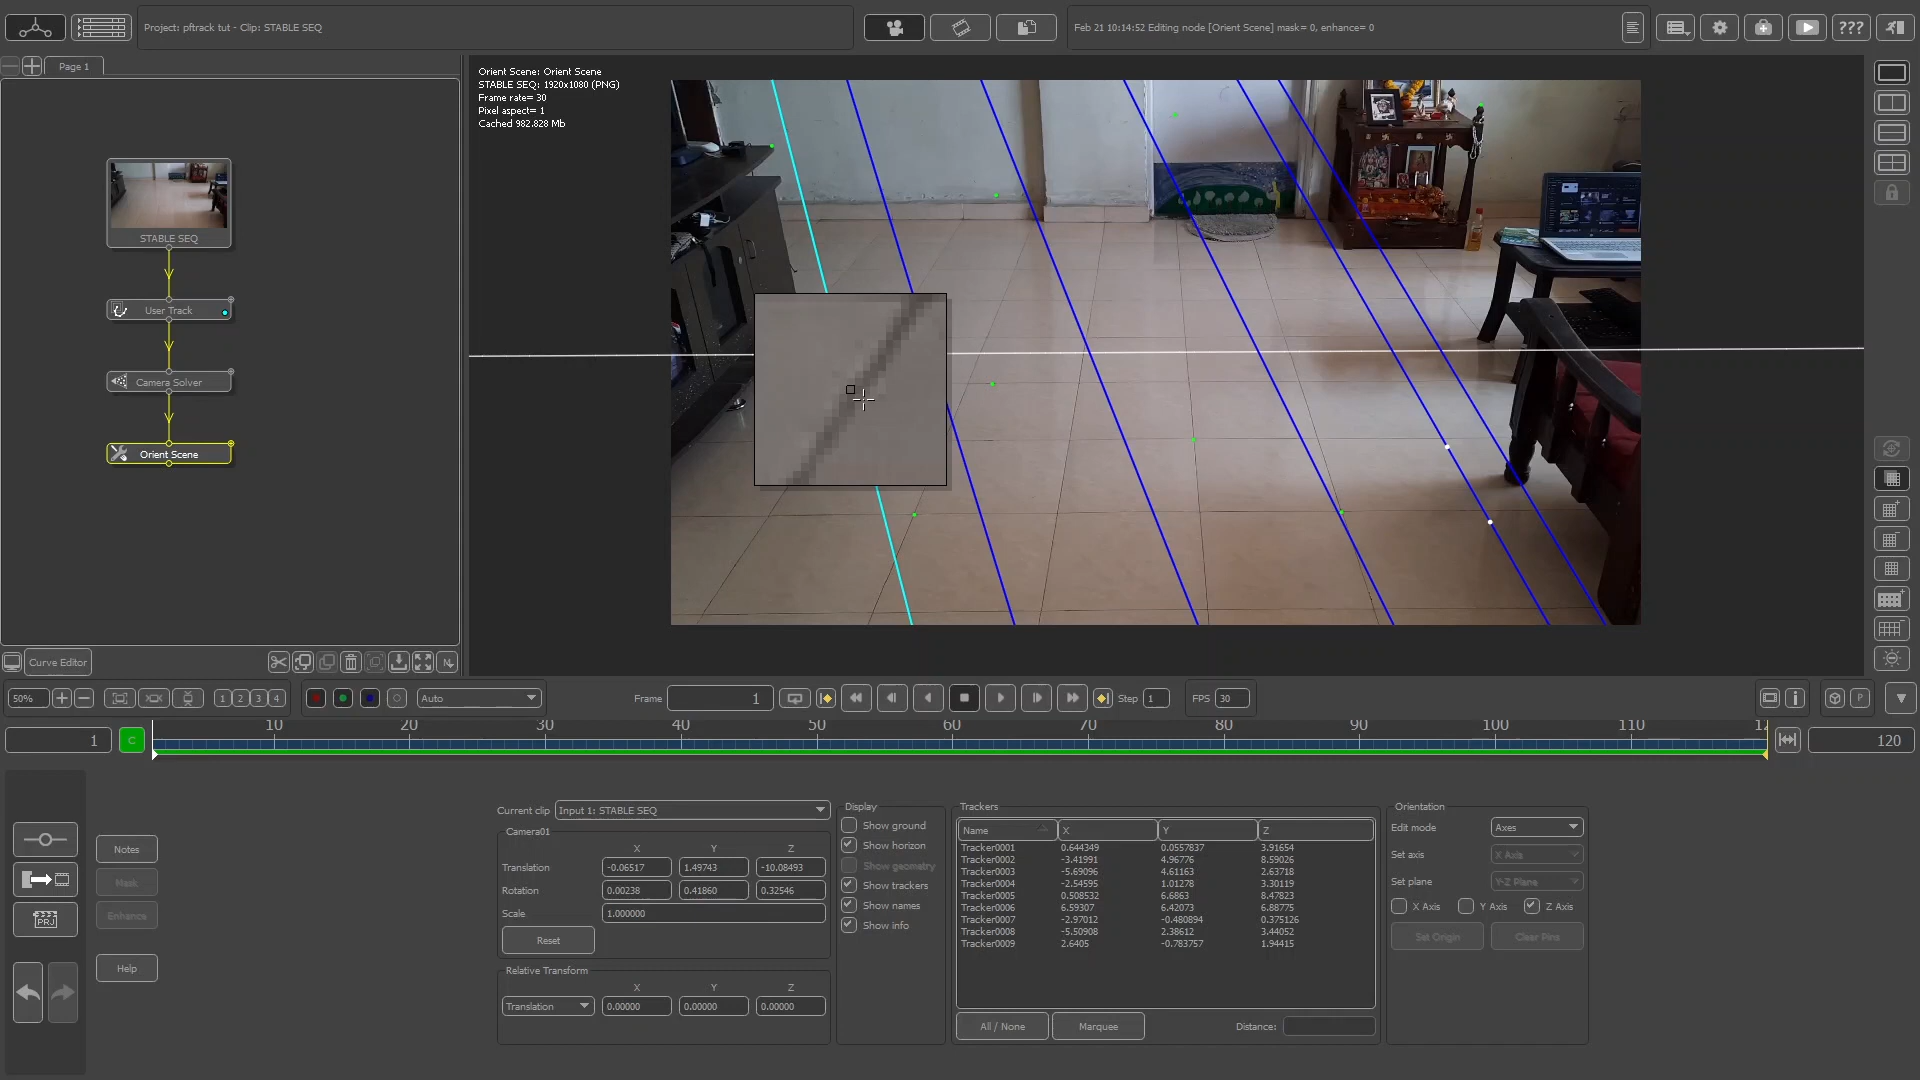 Project: pftrack tut - Clip: STABLE SEQ
Feb 21 10:14:52 Editing node [Orient Scene] mask= 0, enhance= 0
???
Page 1
Orient Scene: Orient Scene
STABLE SEQ: 1920x1080 (PNG)
Frame rate= 30
Pixel aspect= 1
Cached 982.828 Mb
STABLE SEQ
User Track
Camera Solver
Orient Scene
Curve Editor
N
50%
1 2 3 4
Auto
Frame 1
Step 1
FPS 30
P
1
C
10 20 30 40 50 60 70 80 90 100 110
120
Notes
Mask
Enhance
Help
PRJ
Current clip Input 1: STABLE SEQ
Camera01
X Y Z
Translation -0.06517 1.49743 -10.08493
Rotation 0.00238 0.41860 0.32546
Scale 1.000000
Reset
Relative Transform
X Y Z
Translation 0.00000 0.00000 0.00000
Display
Show ground
Show horizon
Show geometry
Show trackers
Show names
Show info
Trackers
Name X Y Z
Tracker0001 0.644349 0.0557837 3.91654
Tracker0002 -3.41991 4.96776 8.59026
Tracker0003 -5.69096 4.61163 2.63718
Tracker0004 -2.54595 1.01278 3.30119
Tracker0005 0.508532 6.6863 8.47823
Tracker0006 6.59307 6.42073 6.88775
Tracker0007 -2.97012 -0.480894 0.375126
Tracker0008 -5.50908 2.38612 3.44052
Tracker0009 2.6405 -0.783757 1.94415
All / None
Marquee
Distance:
Orientation
Edit mode Axes
Set axis X Axis
Set plane Y-Z Plane
X Axis Y Axis Z Axis
Set Origin
Clear Pins